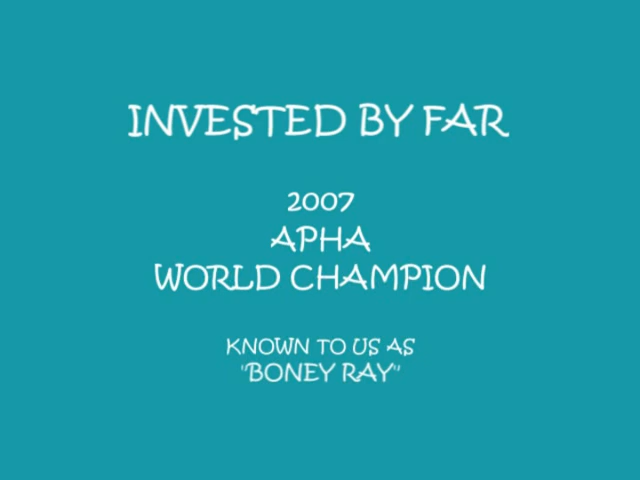 INVESTED BY FAR
2007
APHA
WORLD CHAMPION
KNOWN TO US AS
"BONEY RAY"